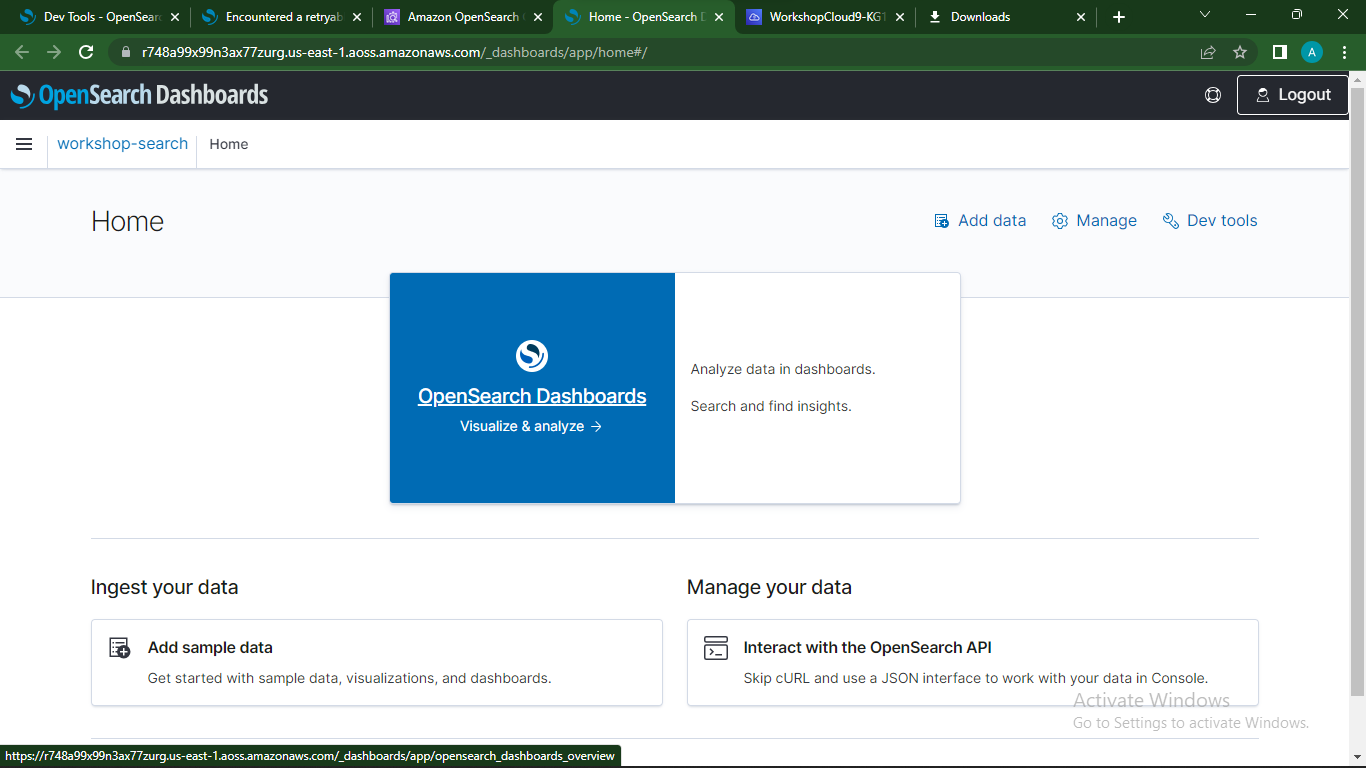 Dev Tools - OpenSearc
Encountered a retryab
Amazon OpenSearch
Home - OpenSearch D
WorkshopCloud9-KG1
Downloads
r748a99x99n3ax77zurg.us-east-1.aoss.amazonaws.com/_dashboards/app/home#/
A
OpenSearch Dashboards
Logout
workshop-search
Home
Home
Add data
Manage
Dev tools
OpenSearch Dashboards
Visualize & analyze →
Analyze data in dashboards.
Search and find insights.
Ingest your data
Manage your data
Add sample data
Get started with sample data, visualizations, and dashboards.
Interact with the OpenSearch API
Skip cURL and use a JSON interface to work with your data in Console.
Activate Windows
Go to Settings to activate Windows.
https://r748a99x99n3ax77zurg.us-east-1.aoss.amazonaws.com/_dashboards/app/opensearch_dashboards_overview